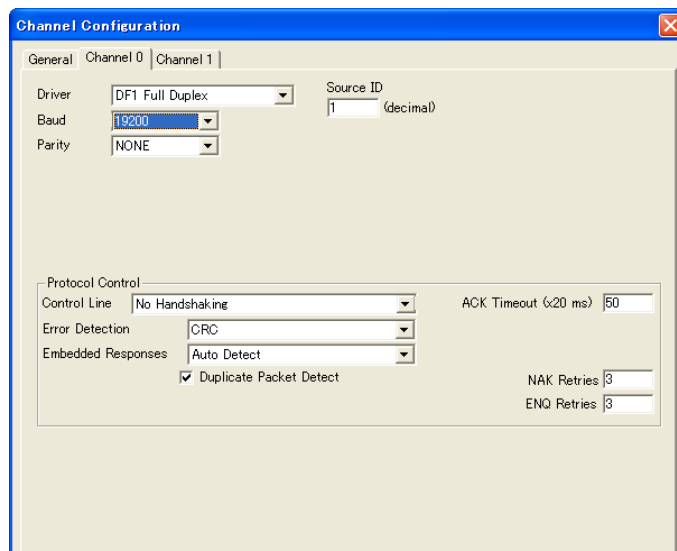 Channel Configuration
General Channel 0 Channel 1
Driver DF1 Full Duplex Source ID
1 (decimal)
Baud 19200
Parity NONE
Protocol Control
Control Line No Handshaking ACK Timeout (x20 ms) 50
Error Detection CRC
Embedded Responses Auto Detect
Duplicate Packet Detect NAK Retries 3
ENQ Retries 3